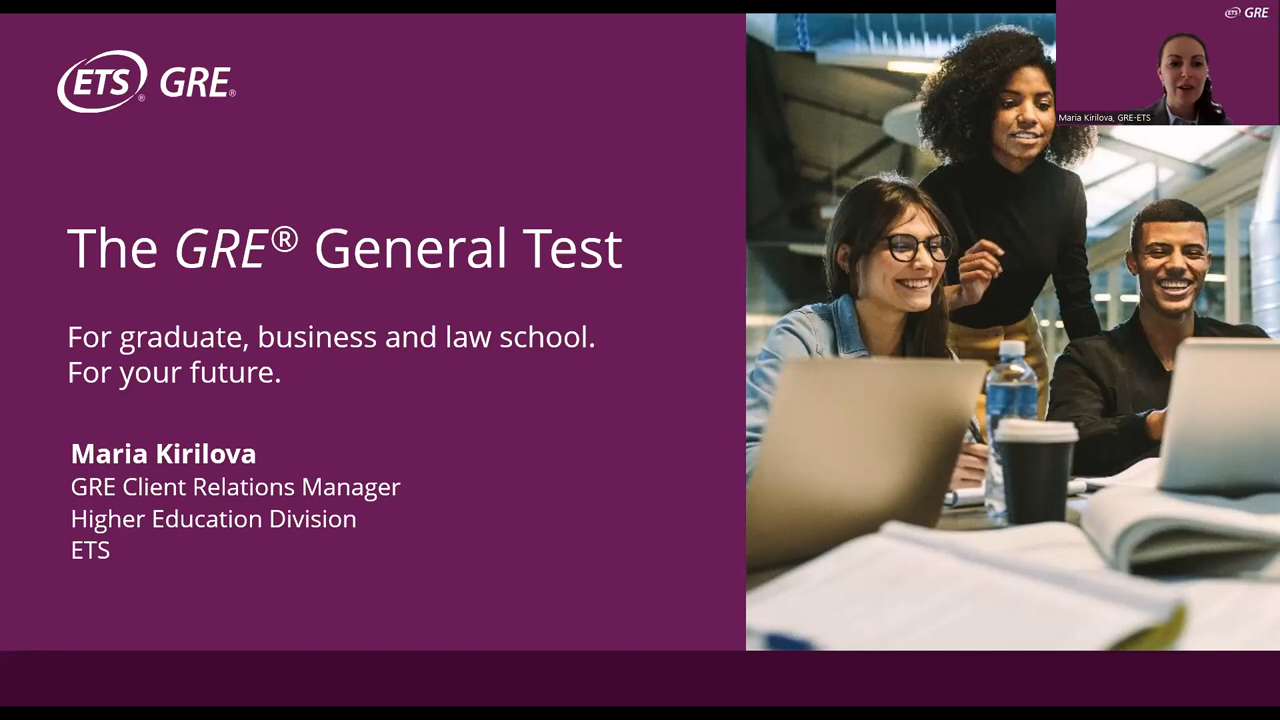 ETS® GRE®
The GRE® General Test
For graduate, business and law school.
For your future.
Maria Kirilova
GRE Client Relations Manager
Higher Education Division
ETS
ETS GRE
Maria Kirilova, GRE-ETS